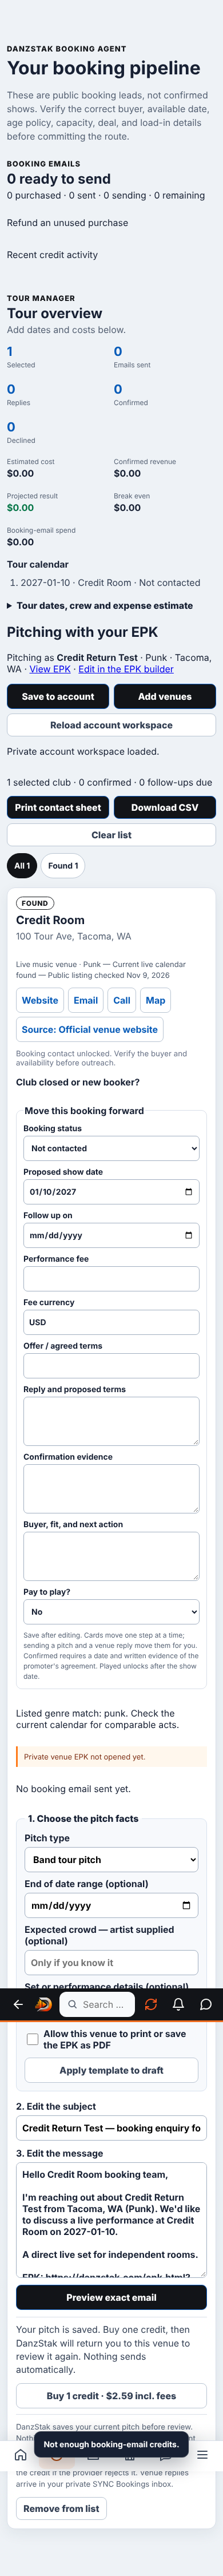 DANZSTAK BOOKING AGENT
Your booking pipeline
These are public booking leads, not confirmed
shows. Verify the correct buyer, available date,
age policy, capacity, deal, and load-in details
before committing the route.
BOOKING EMAILS
0 ready to send
0 purchased · 0 sent · 0 sending · 0 remaining
Refund an unused purchase
Recent credit activity
TOUR MANAGER
Tour overview
Add dates and costs below.
1
Selected
0
Emails sent
0
Replies
0
Confirmed
0
Declined
Estimated cost
$0.00
Confirmed revenue
$0.00
Projected result
$0.00
Break even
$0.00
Booking-email spend
$0.00
Tour calendar
1. 2027-01-10 · Credit Room · Not contacted
Tour dates, crew and expense estimate
Pitching with your EPK
Pitching as Credit Return Test · Punk · Tacoma,
WA · View EPK · Edit in the EPK builder
Save to account
Add venues
Reload account workspace
Private account workspace loaded.
1 selected club · 0 confirmed · 0 follow-ups due
Print contact sheet
Download CSV
Clear list
All 1
Found 1
FOUND
Credit Room
100 Tour Ave, Tacoma, WA
Live music venue · Punk — Current live calendar
found — Public listing checked Nov 9, 2026
Website
Email
Call
Map
Source: Official venue website
Booking contact unlocked. Verify the buyer and
availability before outreach.
Club closed or new booker?
Move this booking forward
Booking status
Not contacted
Proposed show date
01/10/2027
Follow up on
mm/dd/yyyy
Performance fee
Fee currency
USD
Offer / agreed terms
Reply and proposed terms
Confirmation evidence
Buyer, fit, and next action
Pay to play?
No
Save after editing. Cards move one step at a time;
sending a pitch and a venue reply move them for you.
Confirmed requires a date and written evidence of the
promoter's agreement. Played unlocks after the show
date.
Listed genre match: punk. Check the
current calendar for comparable acts.
Private venue EPK not opened yet.
No booking email sent yet.
1. Choose the pitch facts
Pitch type
Band tour pitch
End of date range (optional)
mm/dd/yyyy
Expected crowd — artist supplied
(optional)
Only if you know it
Set or performance details (optional)
Search ...
Allow this venue to print or save
the EPK as PDF
Apply template to draft
2. Edit the subject
Credit Return Test — booking enquiry fo
3. Edit the message
Hello Credit Room booking team,
I'm reaching out about Credit Return
Test from Tacoma, WA (Punk). We'd like
to discuss a live performance at Credit
Room on 2027-01-10.
A direct live set for independent rooms.
EPK: https://danzstak.com/epk.html?
Preview exact email
Your pitch is saved. Buy one credit, then
DanzStak will return you to this venue to
review it again. Nothing sends
automatically.
Buy 1 credit · $2.59 incl. fees
DanzStak saves your current pitch before review.
Not enough booking-email credits.
the credit if the provider rejects it. Venue replies
arrive in your private SYNC Bookings inbox.
Remove from list